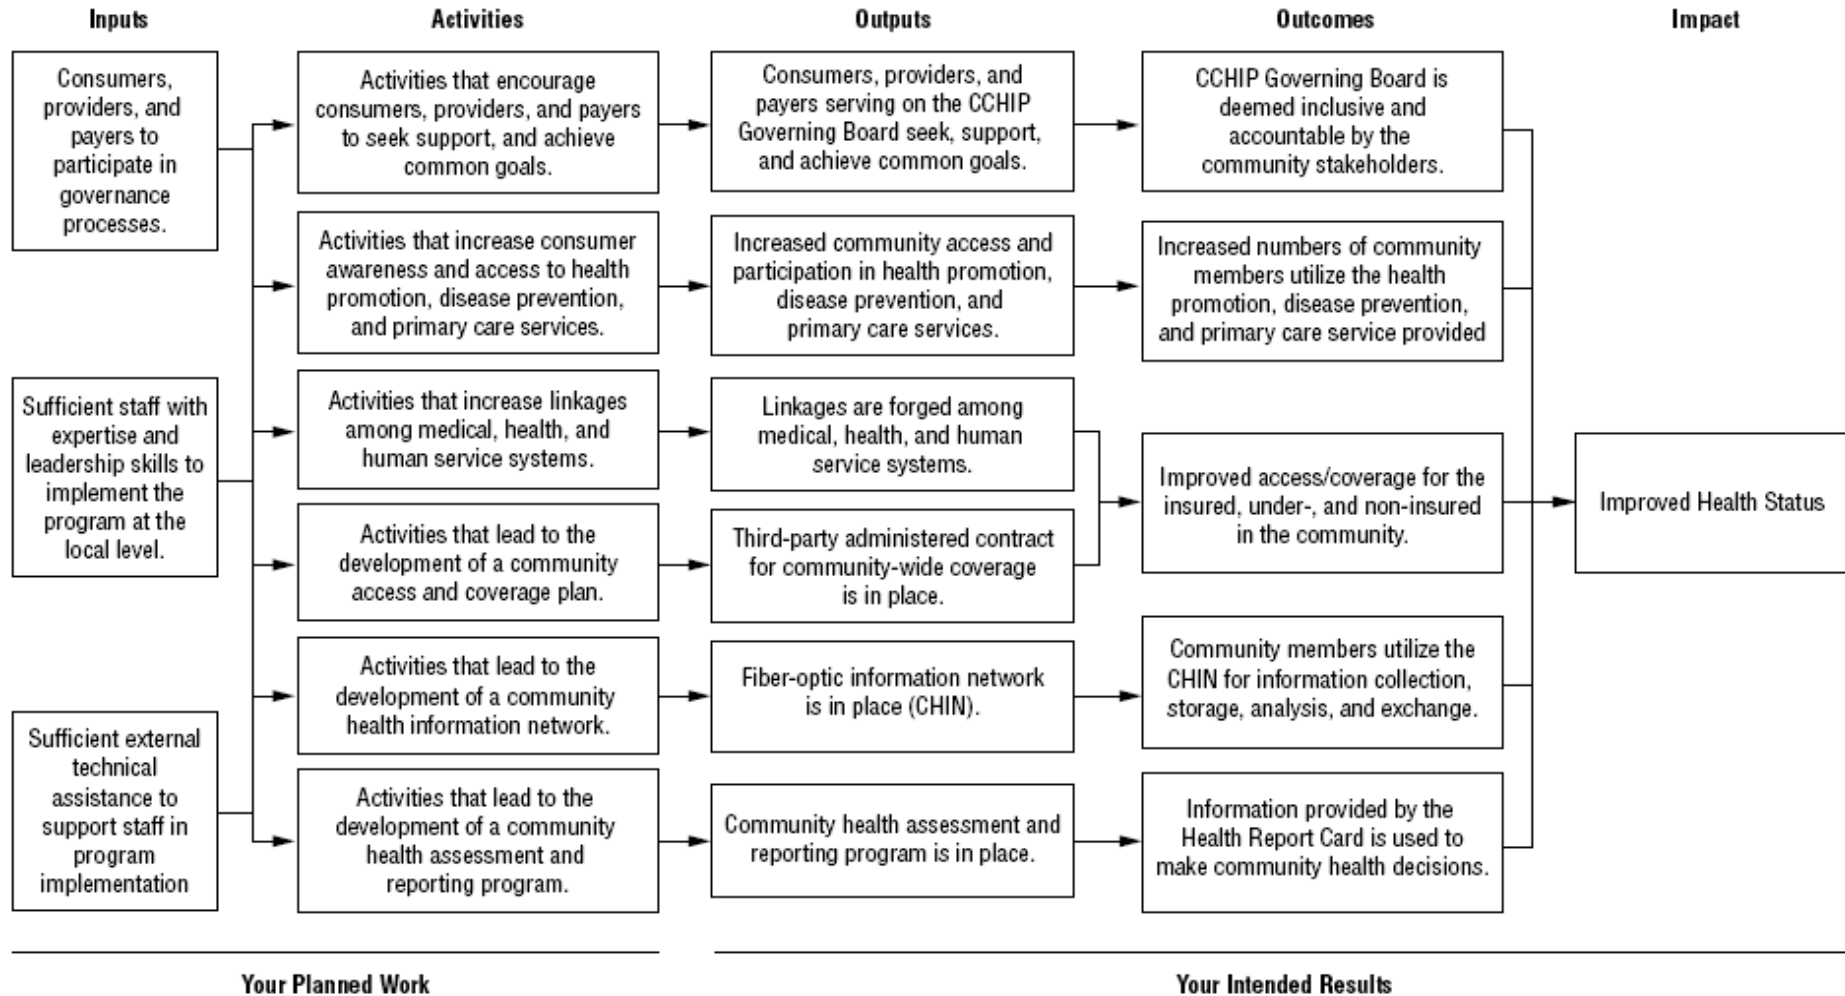 Inputs
Activities
Outputs
Outcomes
Impact
Consumers,
providers, and
payers to
participate in
governance
processes.
Sufficient staff with
expertise and
leadership skills to
implement the
program at the
local level.
Sufficient external
technical
assistance to
support staff in
program
implementation
Activities that encourage
consumers, providers, and payers
to seek support, and achieve
common goals.
Activities that increase consumer
awareness and access to health
promotion, disease prevention,
and primary care services.
Activities that increase linkages
among medical, health, and
human service systems.
Activities that lead to the
development of a community
access and coverage plan.
Activities that lead to the
development of a community
health information network.
Activities that lead to the
development of a community
health assessment and
reporting program.
Consumers, providers, and
payers serving on the CCHIP
Governing Board seek, support,
and achieve common goals.
Increased community access and
participation in health promotion,
disease prevention, and
primary care services.
Linkages are forged among
medical, health, and human
service systems.
Third-party administered contract
for community-wide coverage
is in place.
Fiber-optic information network
is in place (CHIN).
Community health assessment and
reporting program is in place.
CCHIP Governing Board is
deemed inclusive and
accountable by the
community stakeholders.
Increased numbers of community
members utilize the health
promotion, disease prevention,
and primary care service provided
Improved access/coverage for the
insured, under-, and non-insured
in the community.
Community members utilize the
CHIN for information collection,
storage, analysis, and exchange.
Information provided by the
Health Report Card is used to
make community health decisions.
Improved Health Status
Your Planned Work
Your Intended Results